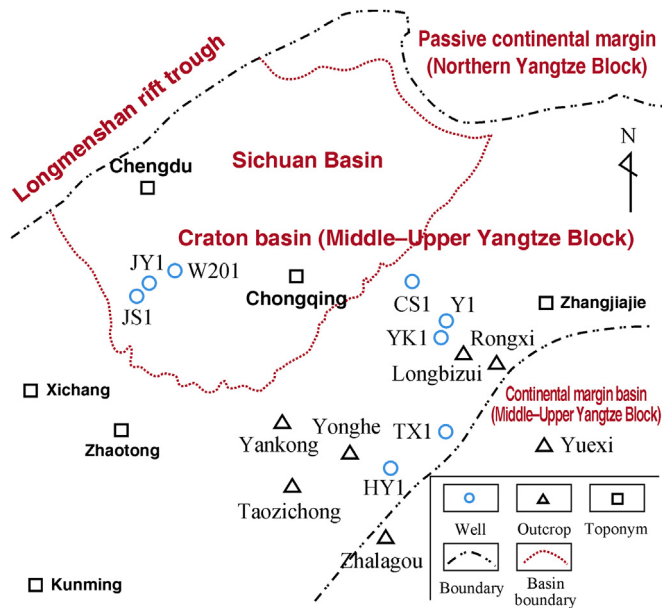 Passive continental margin
(Northern Yangtze Block)
Longmenshan rift trough
N
Sichuan Basin
Chengdu
Craton basin (Middle–Upper Yangtze Block)
JY1
W201
JS1
Chongqing
CS1
Y1
Zhangjiajie
YK1
Rongxi
Longbizui
Xichang
Continental margin basin
(Middle–Upper Yangtze Block)
Zhaotong
Yankong
Yonghe
TX1
Yuexi
Taozichong
HY1
Zhalagou
Kunming
Well
Outcrop
Toponym
Boundary
Basin
boundary